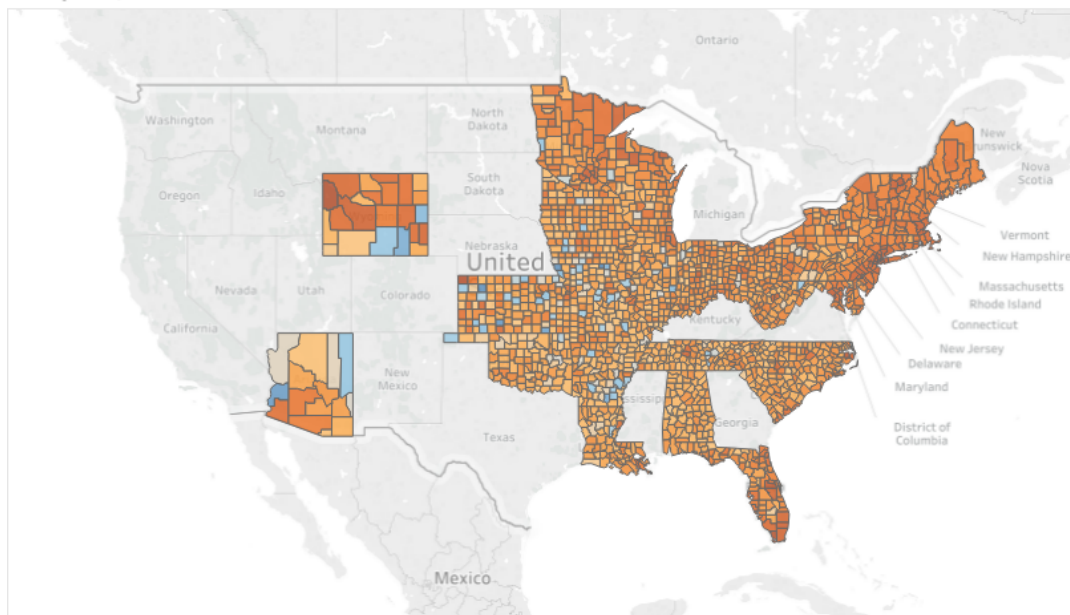 Ontario
Washington
Montana
North
Dakota
New
Nova
Scotia
Oregon
Idaho
South
Dakota
Michigan
Vermont
Nebraska
New Hampshire
United
Massachusetts
Nevada
Utah
Colorado
Rhode Island
California
Kentucky
Connecticut
New Jersey
Delaware
New
Mexico
Maryland
Georgia
District of
Columbia
Texas
Mexico